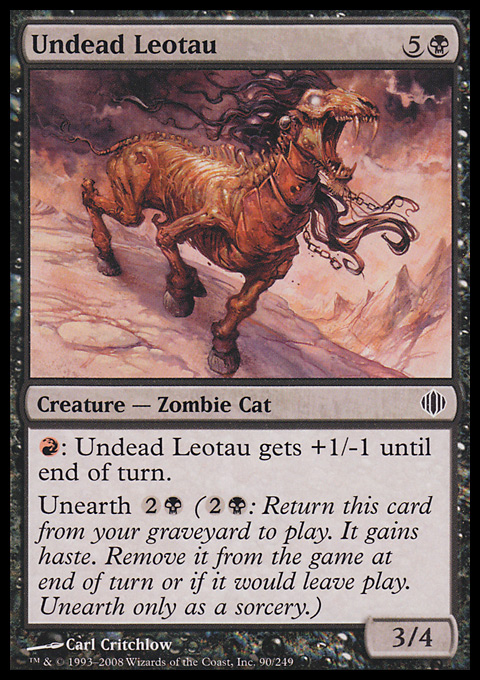 Undead Leotau 5
Creature — Zombie Cat
: Undead Leotau gets +1/-1 until
end of turn.
Unearth 2 (2: Return this card
from your graveyard to play. It gains
haste. Remove it from the game at
end of turn or if it would leave play.
Unearth only as a sorcery.)
Carl Critchlow
3/4
™ & © 1993–2008 Wizards of the Coast, Inc. 90/249